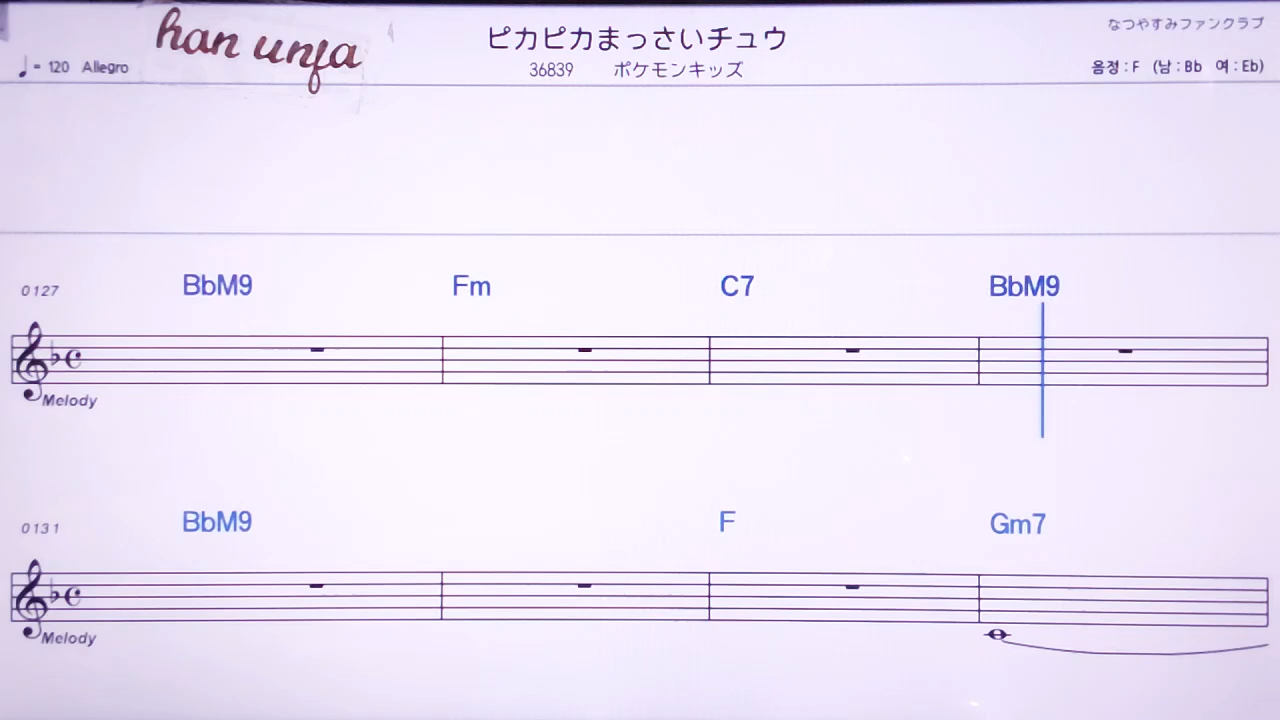 han unfa
ピカピカまっさいチュウ
なつやすみファンクラブ
♩= 120 Allegro
36839 ポケモンキッズ
음정 : F (남 : Bb 여 : Eb)
0127 BbM9 Fm C7 BbM9
Melody
0131 BbM9 F Gm7
Melody